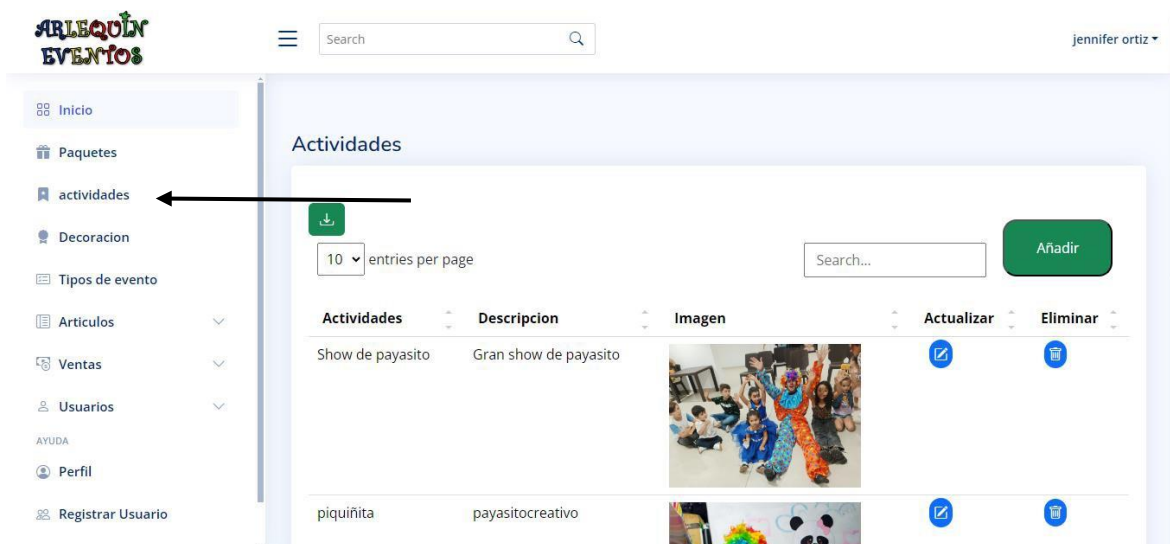 ARLEQUÍN
EVENTOS
Search
jennifer ortiz
Inicio
Paquetes
actividades
Decoracion
Tipos de evento
Articulos
Ventas
Usuarios
AYUDA
Perfil
Registrar Usuario
Actividades
10 entries per page
Search...
Añadir
Actividades Descripcion Imagen Actualizar Eliminar
Show de payasito Gran show de payasito
piquiñita payasitocreativo